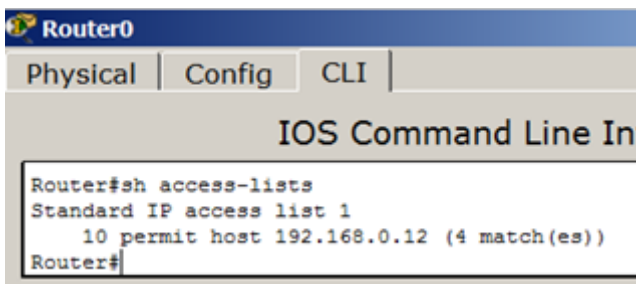 Router0
Physical Config CLI
IOS Command Line In
Router#sh access-lists
Standard IP access list 1
10 permit host 192.168.0.12 (4 match(es))
Router#